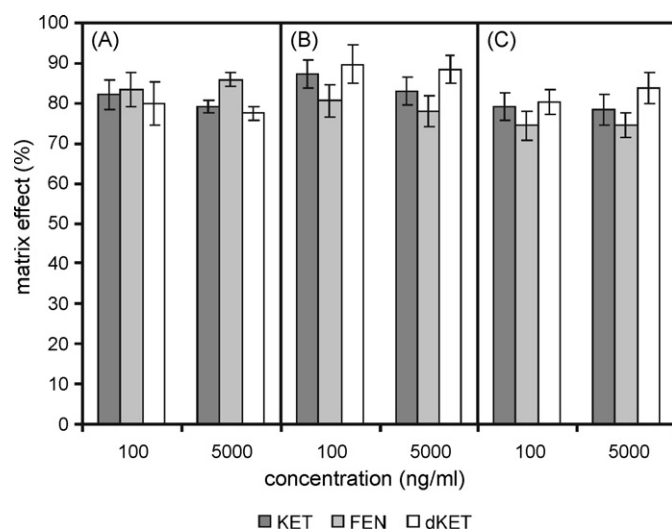 matrix effect (%)
100
90
80
70
60
50
40
30
20
10
0
(A) (B) (C)
100 5000 100 5000 100 5000
concentration (ng/ml)
KET FEN dKET